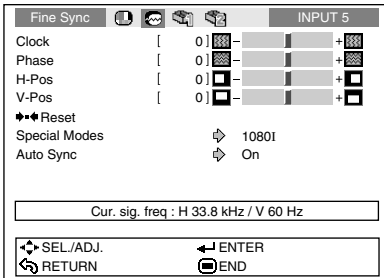 Fine Sync INPUT 5
Clock [ 0 ] - +
Phase [ 0 ] - +
H-Pos [ 0 ] - +
V-Pos [ 0 ] - +
Reset
Special Modes 1080I
Auto Sync On
Cur. sig. freq : H 33.8 kHz / V 60 Hz
SEL./ADJ. ENTER
RETURN END